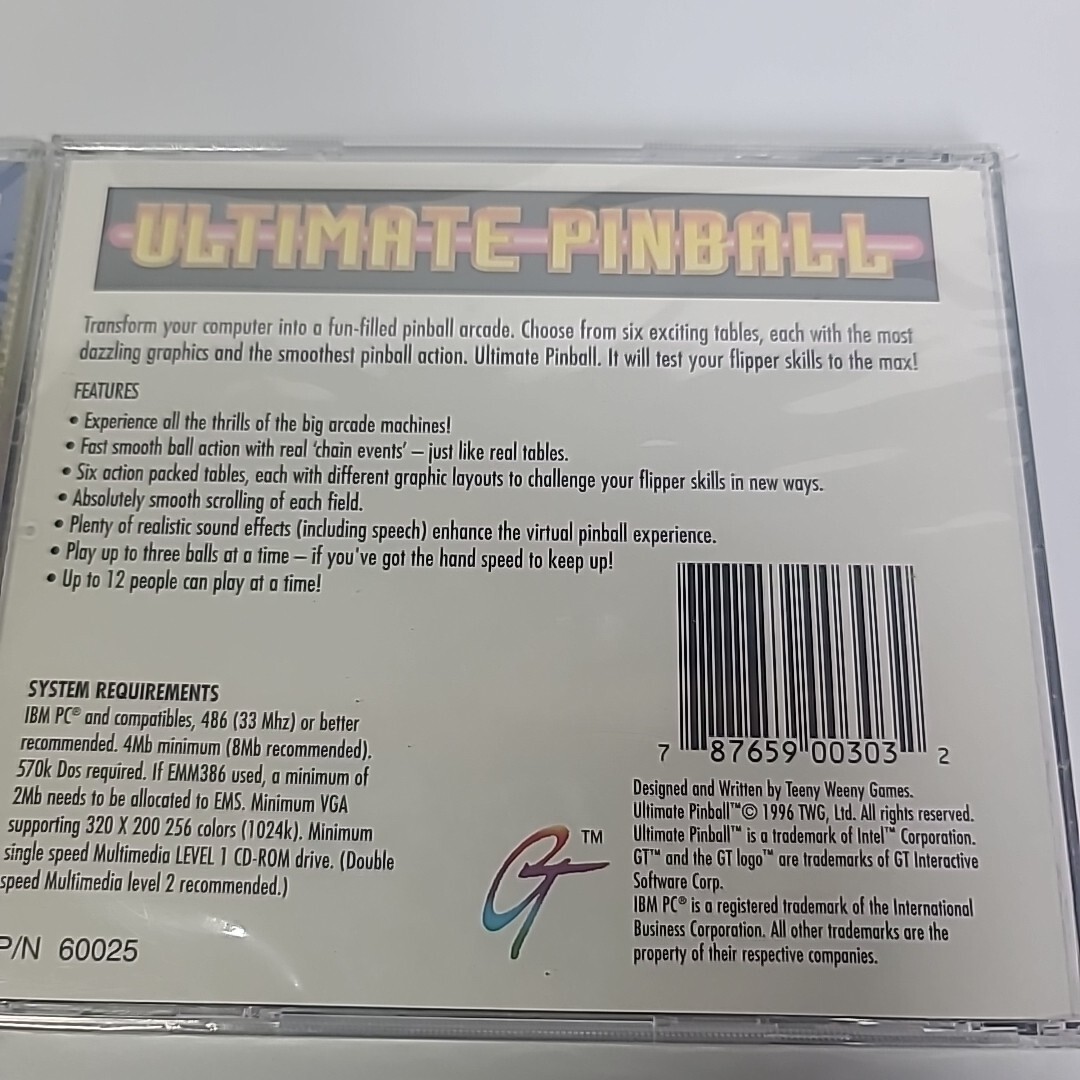 ULTIMATE PINBALL
Transform your computer into a fun-filled pinball arcade. Choose from six exciting tables, each with the most
dazzling graphics and the smoothest pinball action. Ultimate Pinball. It will test your flipper skills to the max!
FEATURES
• Experience all the thrills of the big arcade machines!
• Fast smooth ball action with real 'chain events' – just like real tables.
• Six action packed tables, each with different graphic layouts to challenge your flipper skills in new ways.
• Absolutely smooth scrolling of each field.
• Plenty of realistic sound effects (including speech) enhance the virtual pinball experience.
• Play up to three balls at a time – if you've got the hand speed to keep up!
• Up to 12 people can play at a time!
SYSTEM REQUIREMENTS
IBM PC® and compatibles, 486 (33 Mhz) or better
recommended. 4Mb minimum (8Mb recommended).
570k Dos required. If EMM386 used, a minimum of
2Mb needs to be allocated to EMS. Minimum VGA
supporting 320 X 200 256 colors (1024k). Minimum
single speed Multimedia LEVEL 1 CD-ROM drive. (Double
speed Multimedia level 2 recommended.)
P/N 60025
GT TM
7 87659 00303 2
Designed and Written by Teeny Weeny Games.
Ultimate Pinball™© 1996 TWG, Ltd. All rights reserved.
Ultimate Pinball™ is a trademark of Intel™ Corporation.
GT™ and the GT logo™ are trademarks of GT Interactive
Software Corp.
IBM PC® is a registered trademark of the International
Business Corporation. All other trademarks are the
property of their respective companies.